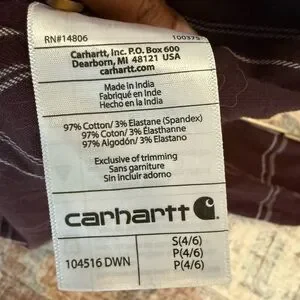 RN#14806 100375
Carhartt, Inc. P.O. Box 600
Dearborn, MI 48121 USA
carhartt.com
Made in India
Fabriqué en Inde
Hecho en la India
97% Cotton/ 3% Elastane (Spandex)
97% Coton/ 3% Élasthanne
97% Algodón/ 3% Elastano
Exclusive of trimming
Sans garniture
Sin incluir adorno
carhartt
104516 DWN
S(4/6)
P(4/6)
P(4/6)